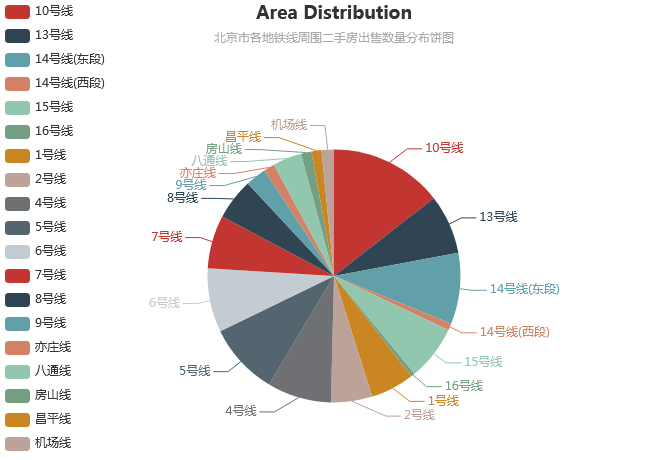 Area Distribution
北京市各地铁线周围二手房出售数量分布饼图
10号线
13号线
14号线(东段)
14号线(西段)
15号线
16号线
1号线
2号线
4号线
5号线
6号线
7号线
8号线
9号线
亦庄线
八通线
房山线
昌平线
机场线
10号线
13号线
14号线(东段)
14号线(西段)
15号线
16号线
1号线
2号线
4号线
5号线
6号线
7号线
8号线
9号线
亦庄线
八通线
房山线
昌平线
机场线